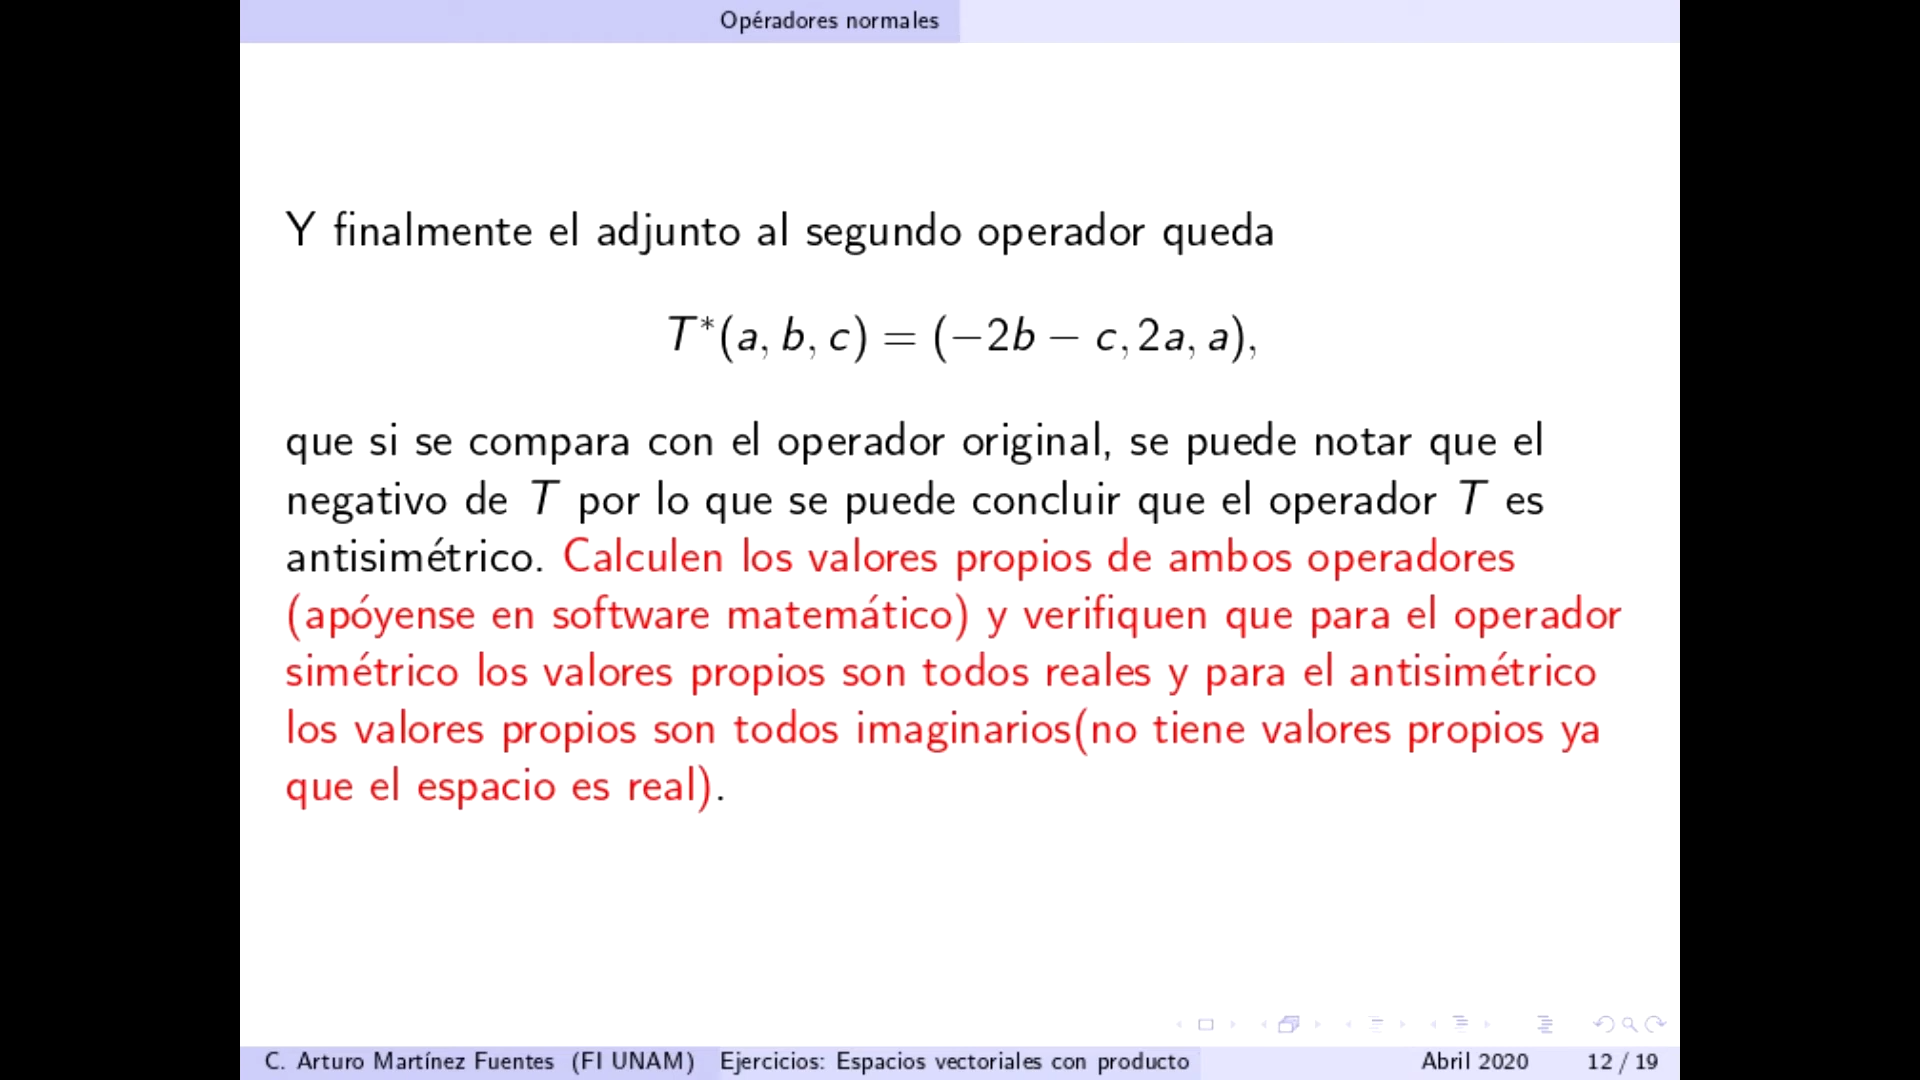 Opéradores normales
Y finalmente el adjunto al segundo operador queda
T*(a, b, c) = (−2b − c, 2a, a),
que si se compara con el operador original, se puede notar que el
negativo de T por lo que se puede concluir que el operador T es
antisimétrico. Calculen los valores propios de ambos operadores
(apóyense en software matemático) y verifiquen que para el operador
simétrico los valores propios son todos reales y para el antisimétrico
los valores propios son todos imaginarios(no tiene valores propios ya
que el espacio es real).
C. Arturo Martínez Fuentes (FI UNAM) Ejercicios: Espacios vectoriales con producto Abril 2020 12 / 19